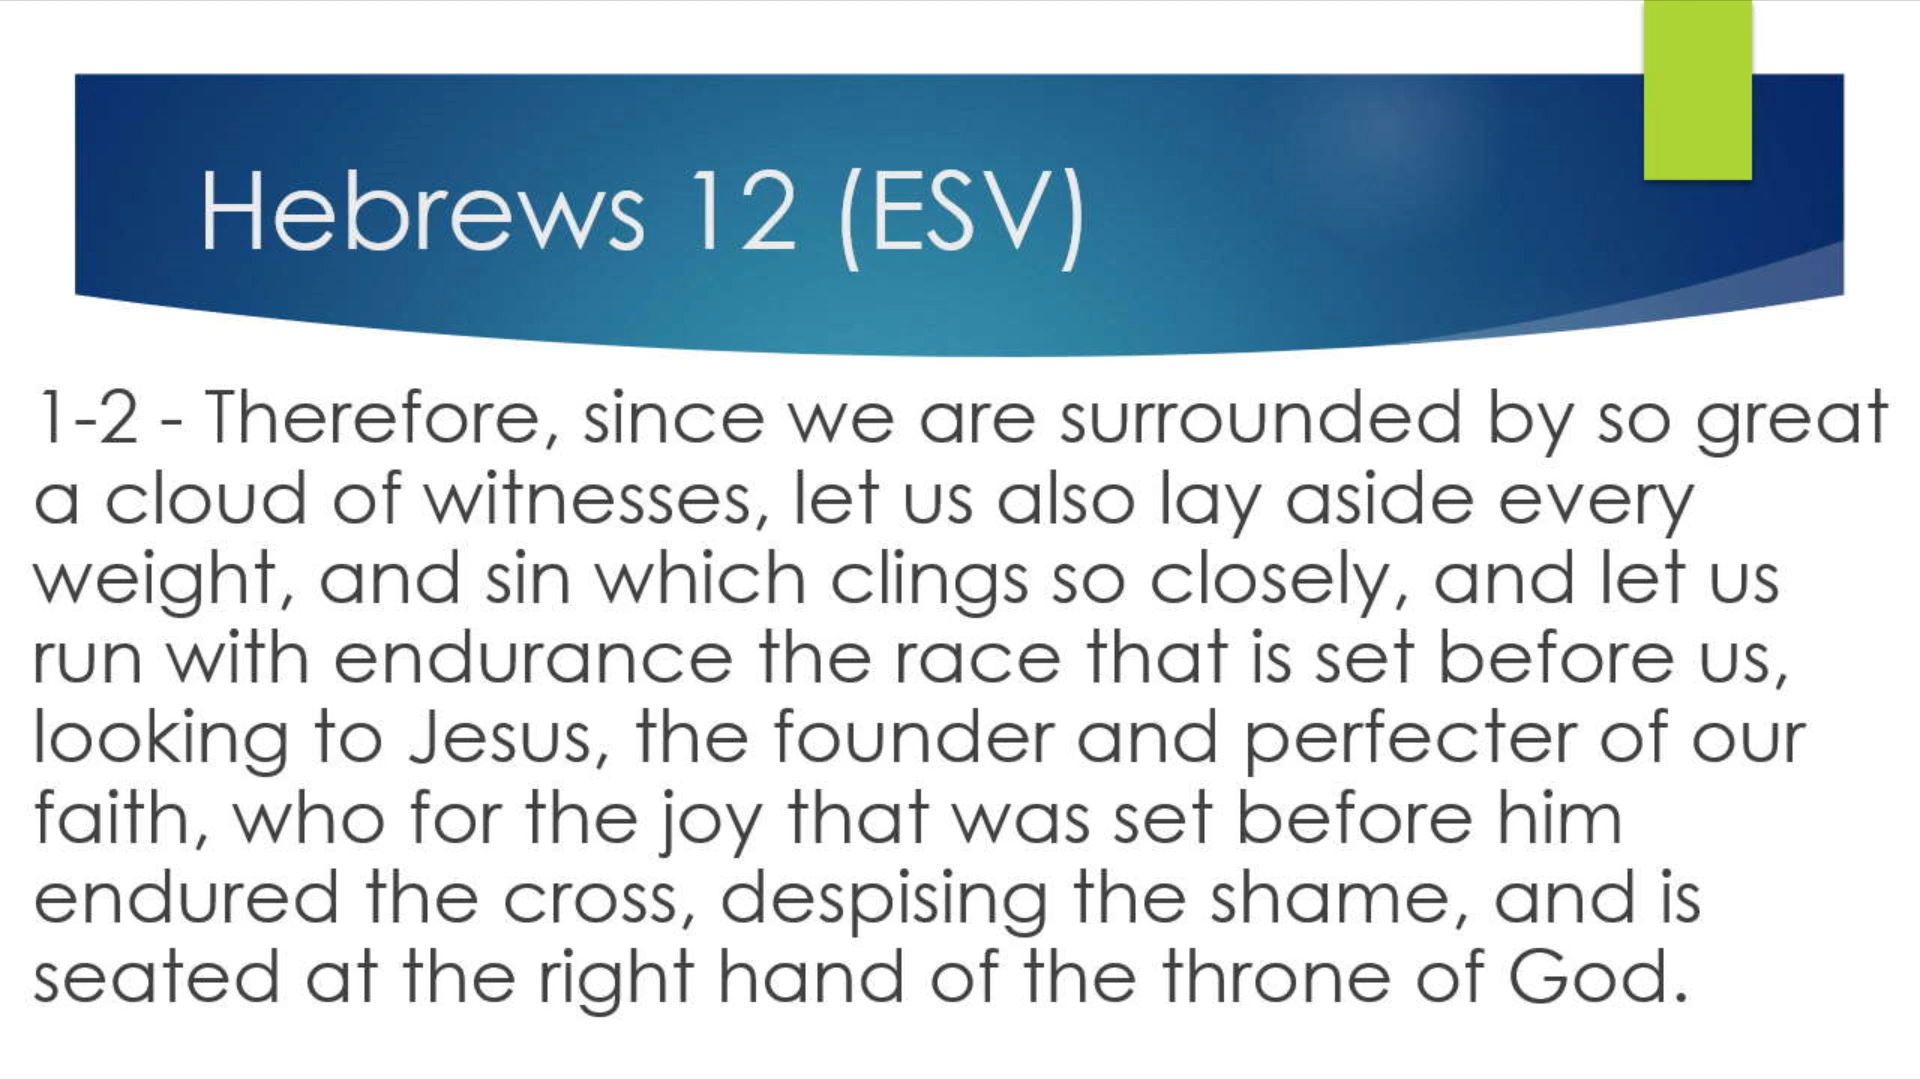 Hebrews 12 (ESV)
1-2 - Therefore, since we are surrounded by so great
a cloud of witnesses, let us also lay aside every
weight, and sin which clings so closely, and let us
run with endurance the race that is set before us,
looking to Jesus, the founder and perfecter of our
faith, who for the joy that was set before him
endured the cross, despising the shame, and is
seated at the right hand of the throne of God.